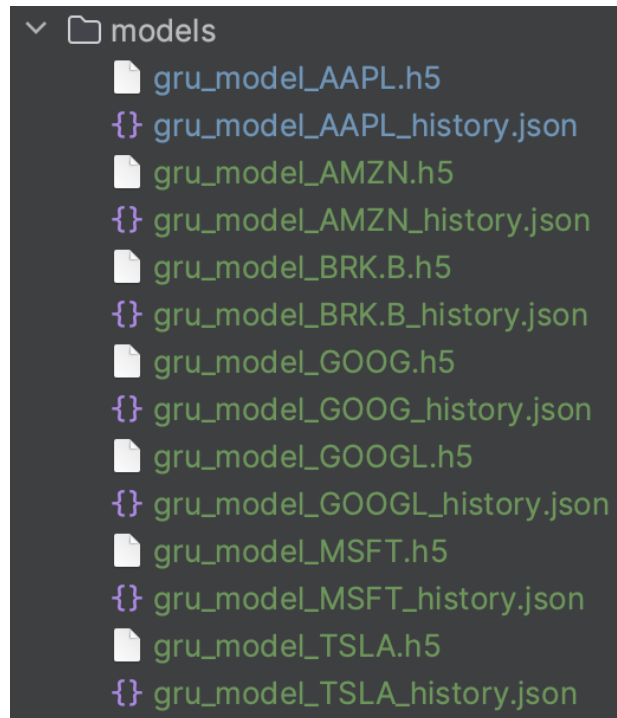 models
gru_model_AAPL.h5
{} gru_model_AAPL_history.json
gru_model_AMZN.h5
{} gru_model_AMZN_history.json
gru_model_BRK.B.h5
{} gru_model_BRK.B_history.json
gru_model_GOOG.h5
{} gru_model_GOOG_history.json
gru_model_GOOGL.h5
{} gru_model_GOOGL_history.json
gru_model_MSFT.h5
{} gru_model_MSFT_history.json
gru_model_TSLA.h5
{} gru_model_TSLA_history.json